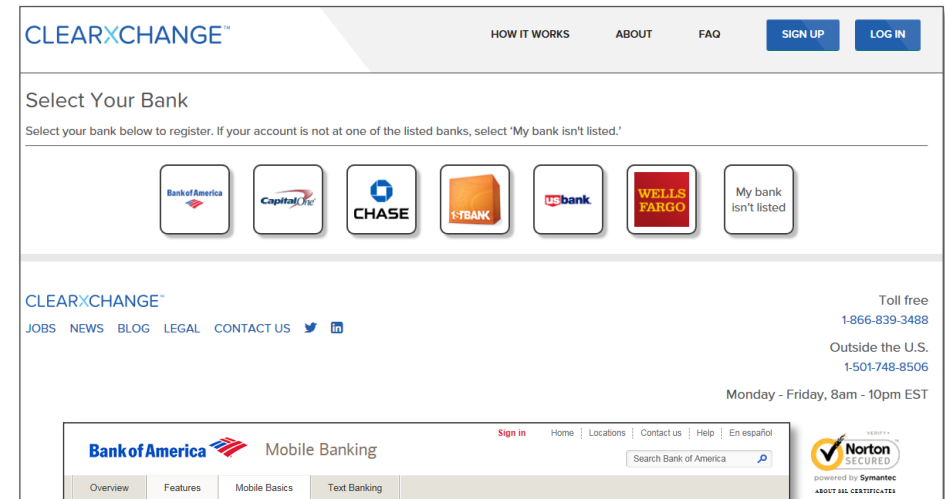 CLEARXCHANGE™
HOW IT WORKS ABOUT FAQ SIGN UP LOG IN
Select Your Bank
Select your bank below to register. If your account is not at one of the listed banks, select ‘My bank isn't listed.’
Bank of America
Capital One
CHASE
1STBANK
usbank
WELLS
FARGO
My bank
isn't listed
CLEARXCHANGE™
JOBS NEWS BLOG LEGAL CONTACT US
Toll free
1-866-839-3488
Outside the U.S.
1-501-748-8506
Monday - Friday, 8am - 10pm EST
Bank of America Mobile Banking
Sign in Home Locations Contact us Help En español
Search Bank of America
Overview Features Mobile Basics Text Banking
VERIFY
Norton
SECURED
powered by Symantec
ABOUT SSL CERTIFICATES